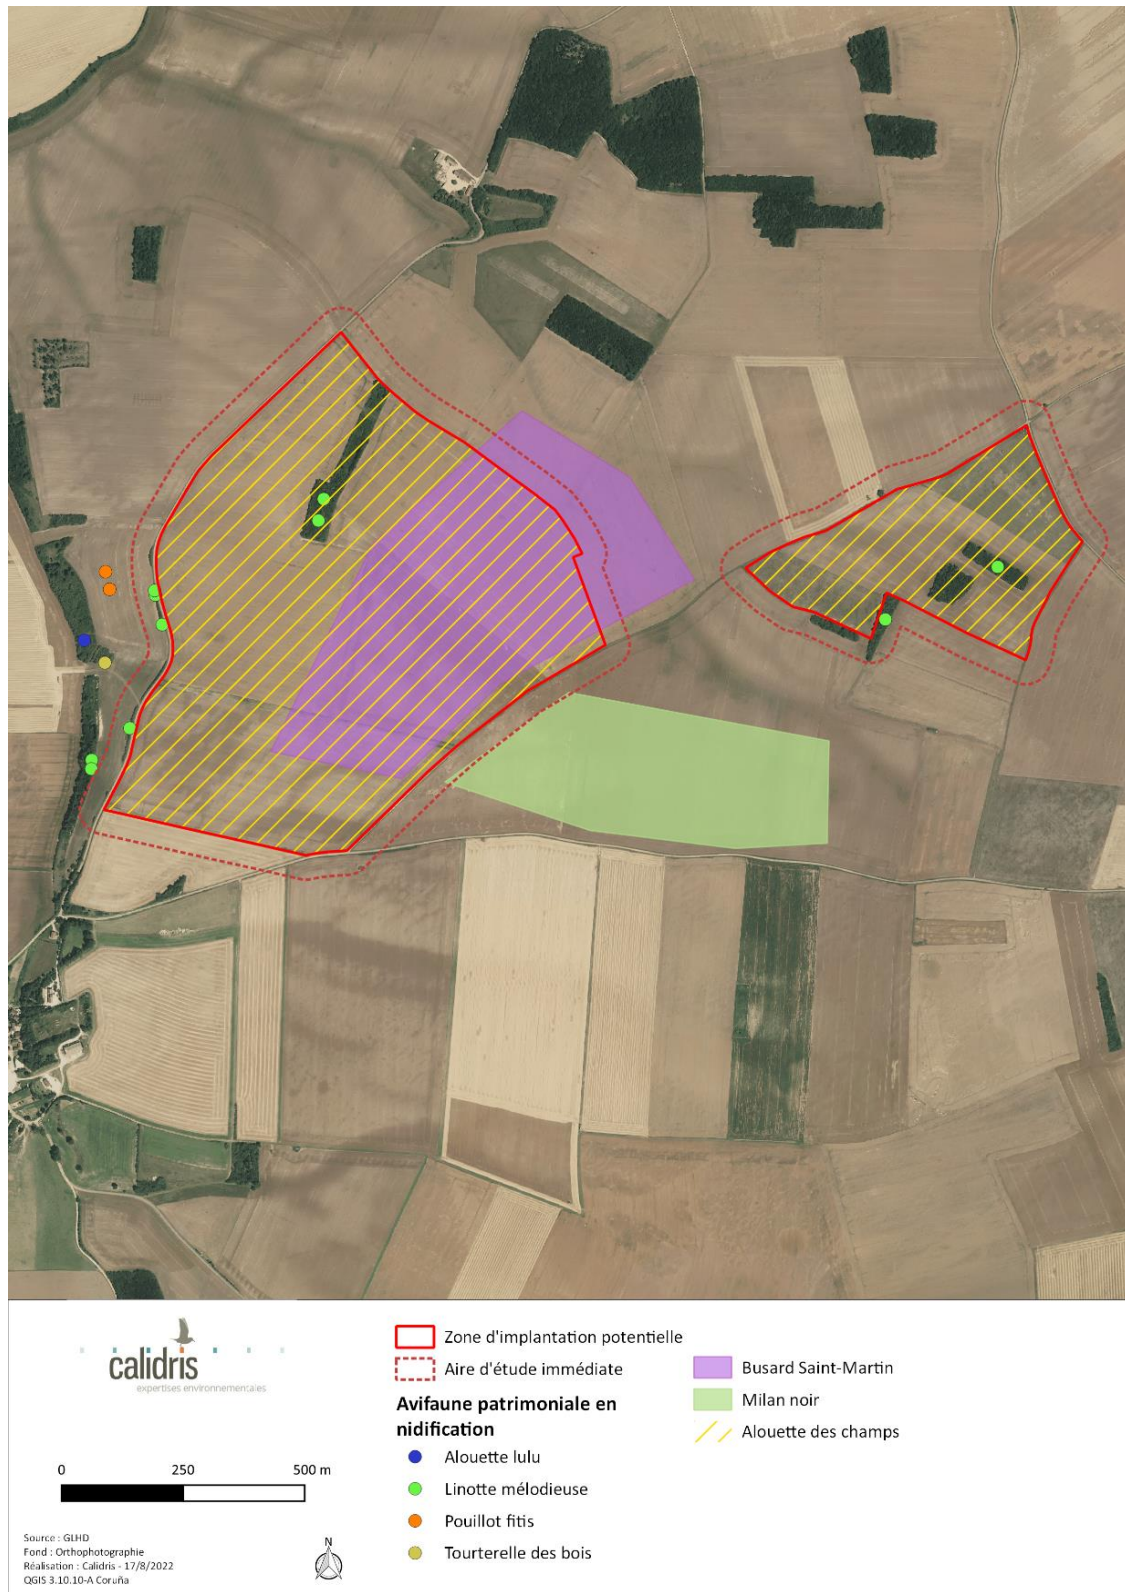 calidris
expertises environnementales
0 250 500 m
Source : GLHD
Fond : Orthophotographie
Réalisation : Calidris - 17/8/2022
QGIS 3.10.10-A Coruña
N
Zone d'implantation potentielle
Aire d'étude immédiate
Avifaune patrimoniale en
nidification
Alouette lulu
Linotte mélodieuse
Pouillot fitis
Tourterelle des bois
Busard Saint-Martin
Milan noir
Alouette des champs